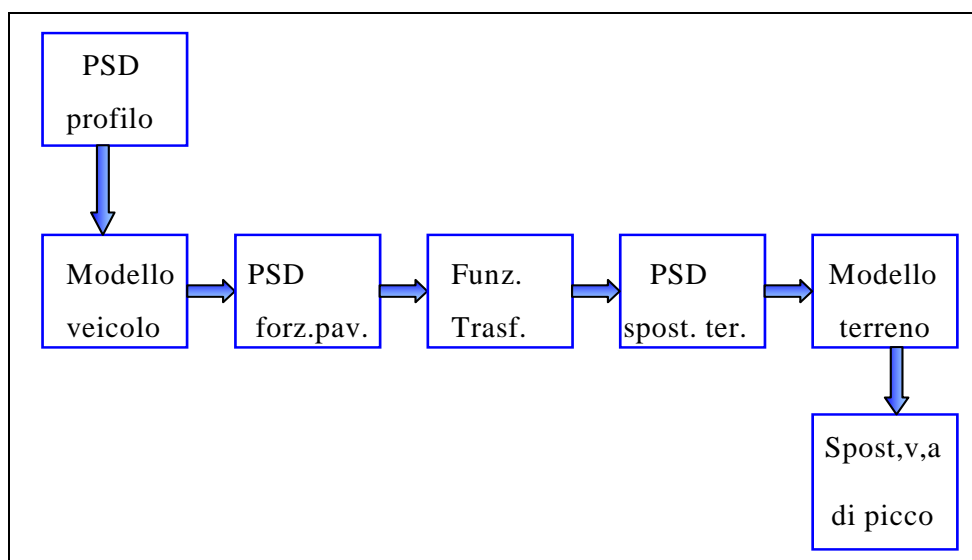 PSD
profilo
Modello
veicolo
PSD
forz.pav.
Funz.
Trasf.
PSD
spost. ter.
Modello
terreno
Spost,v,a
di picco